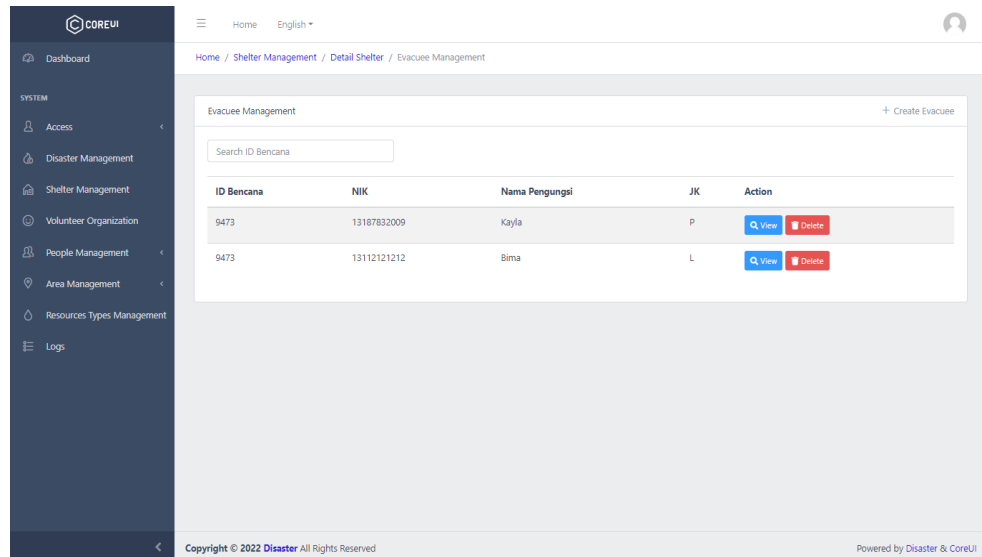 COREUI
Home English
Dashboard
Home / Shelter Management / Detail Shelter / Evacuee Management
SYSTEM
Access
Disaster Management
Shelter Management
Volunteer Organization
People Management
Area Management
Resources Types Management
Logs
Evacuee Management
+ Create Evacuee
Search ID Bencana
ID Bencana NIK Nama Pengungsi JK Action
9473 13187832009 Kayla P View Delete
9473 13112121212 Bima L View Delete
Copyright © 2022 Disaster All Rights Reserved
Powered by Disaster & CoreUI